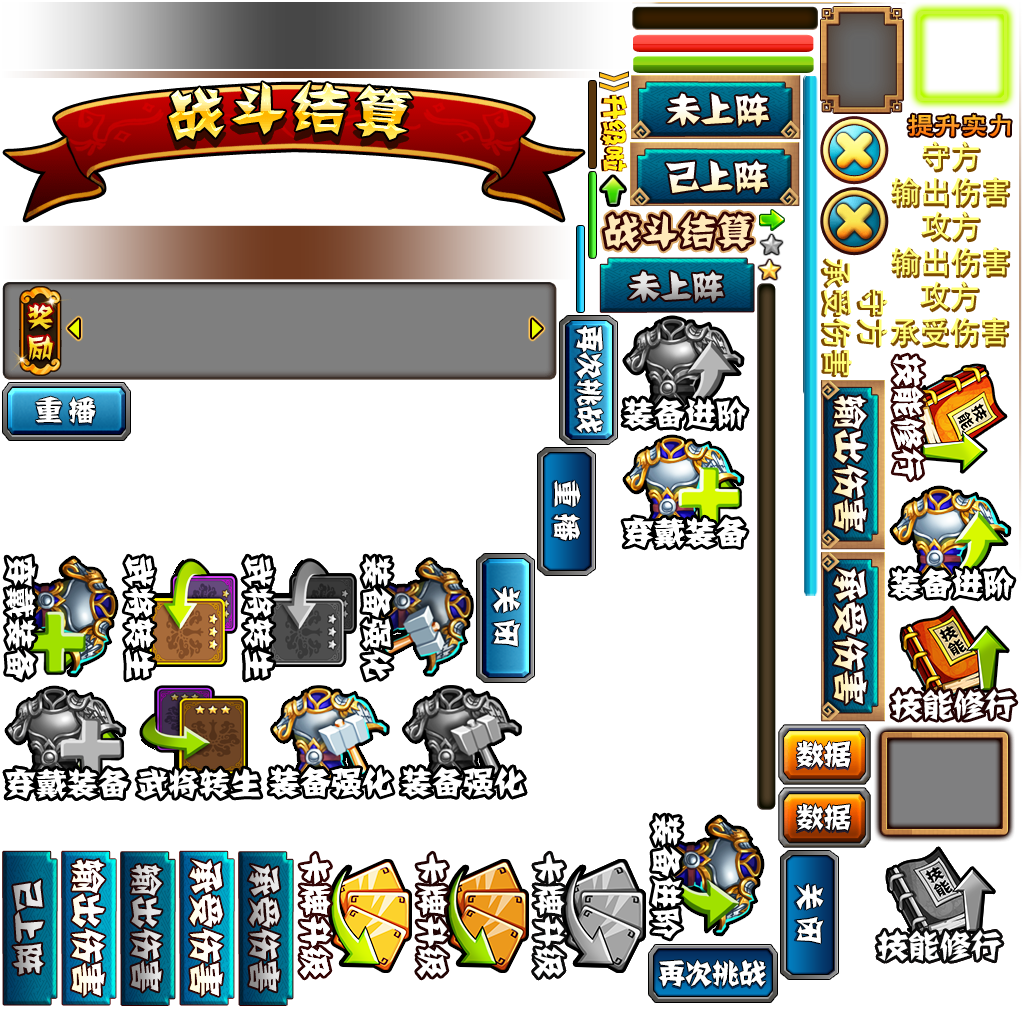 战斗结算
升级啦
未上阵
已上阵
战斗结算
未上阵
提升实力
守方
输出伤害
攻方
输出伤害
攻方
承受伤害
守方
承受伤害
奖励
重播
再次挑战
装备进阶
技能
技能修行
输出伤害
重播
穿戴装备
装备进阶
穿戴装备
武将转生
武将转生
装备强化
关闭
承受伤害
技能
技能修行
穿戴装备
武将转生
装备强化
装备强化
数据
数据
已上阵
输出伤害
输出伤害
承受伤害
承受伤害
卡牌升级
卡牌升级
卡牌升级
装备进阶
再次挑战
关闭
技能
技能修行